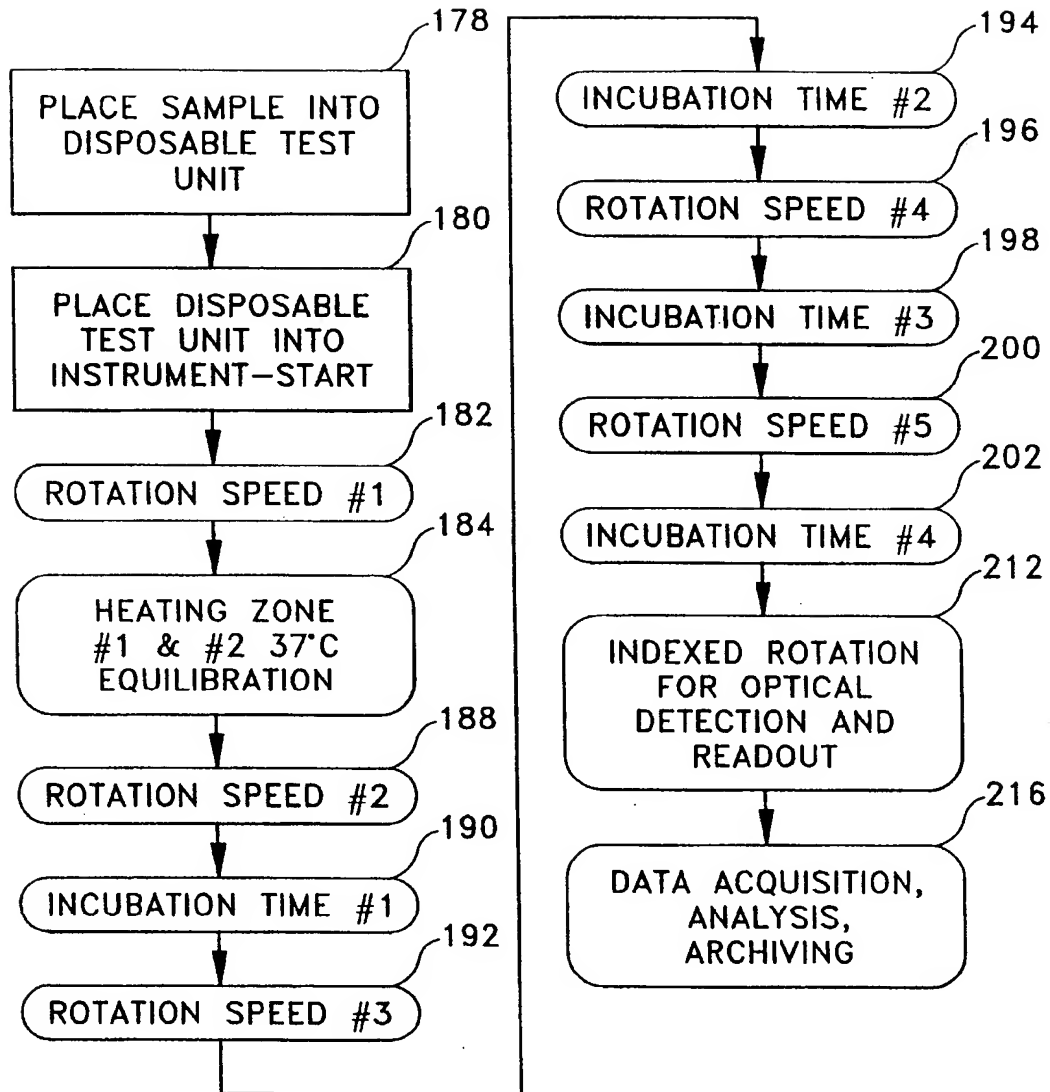 178
PLACE SAMPLE INTO
DISPOSABLE TEST
UNIT
180
PLACE DISPOSABLE
TEST UNIT INTO
INSTRUMENT-START
182
ROTATION SPEED #1
184
HEATING ZONE
#1 & #2 37°C
EQUILIBRATION
188
ROTATION SPEED #2
190
INCUBATION TIME #1
192
ROTATION SPEED #3
194
INCUBATION TIME #2
196
ROTATION SPEED #4
198
INCUBATION TIME #3
200
ROTATION SPEED #5
202
INCUBATION TIME #4
212
INDEXED ROTATION
FOR OPTICAL
DETECTION AND
READOUT
216
DATA ACQUISITION,
ANALYSIS,
ARCHIVING